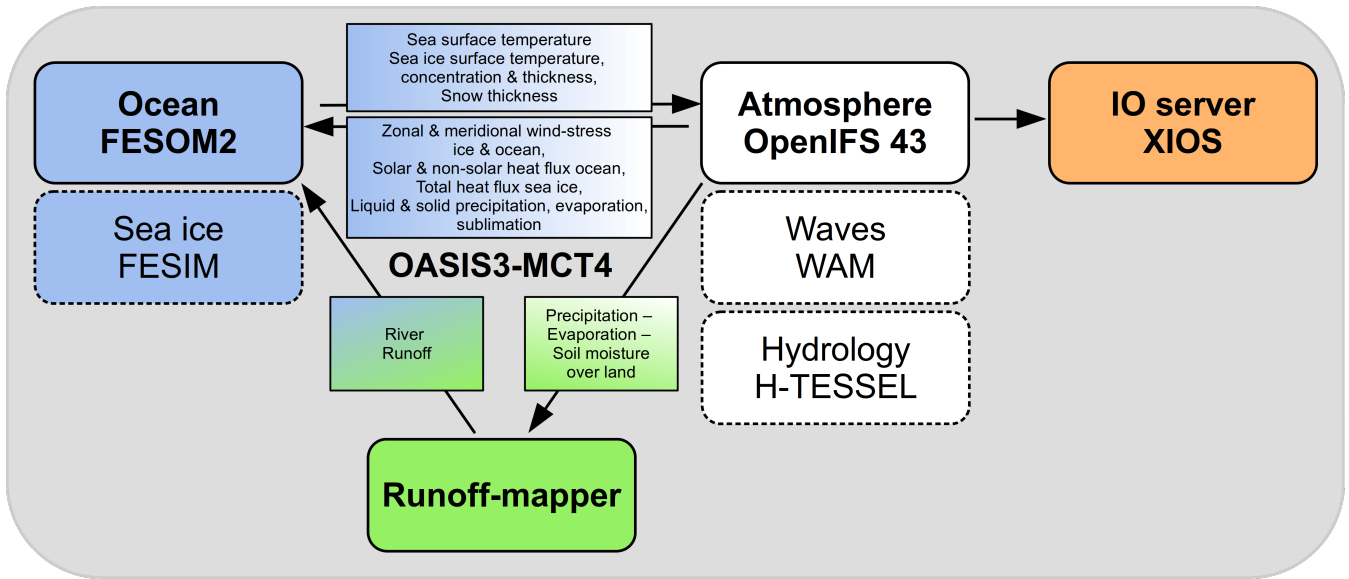 Sea surface temperature
Sea ice surface temperature,
concentration & thickness,
Snow thickness
Ocean
FESOM2
Atmosphere
OpenIFS 43
IO server
XIOS
Zonal & meridional wind-stress
ice & ocean,
Solar & non-solar heat flux ocean,
Total heat flux sea ice,
Liquid & solid precipitation, evaporation,
sublimation
Sea ice
FESIM
Waves
WAM
OASIS3-MCT4
River
Runoff
Precipitation –
Evaporation –
Soil moisture
over land
Hydrology
H-TESSEL
Runoff-mapper